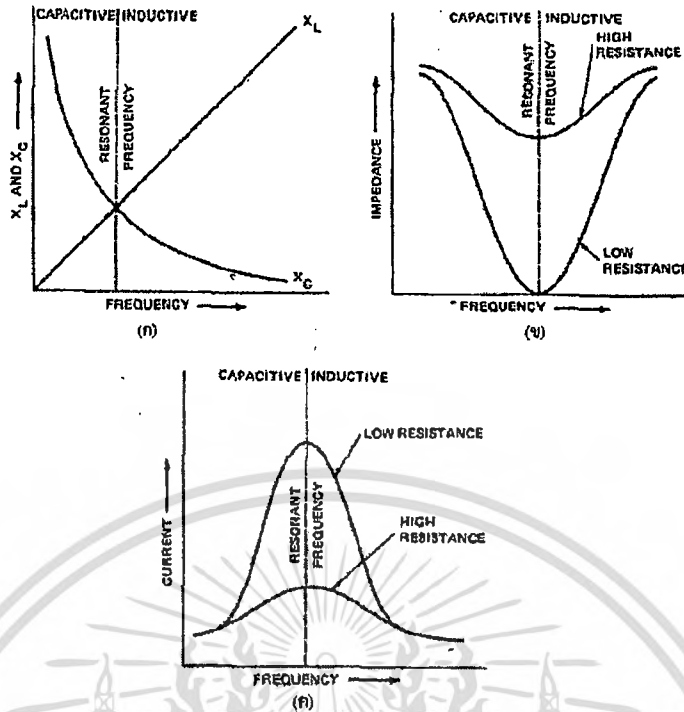 CAPACITIVE INDUCTIVE
X_L
X_L AND X_C
RESONANT
FREQUENCY
X_C
FREQUENCY
(ก)
CAPACITIVE INDUCTIVE
HIGH
RESISTANCE
IMPEDANCE
RESONANT
FREQUENCY
LOW
RESISTANCE
FREQUENCY
(ข)
CAPACITIVE INDUCTIVE
LOW RESISTANCE
CURRENT
RESONANT
FREQUENCY
HIGH
RESISTANCE
FREQUENCY
(ค)